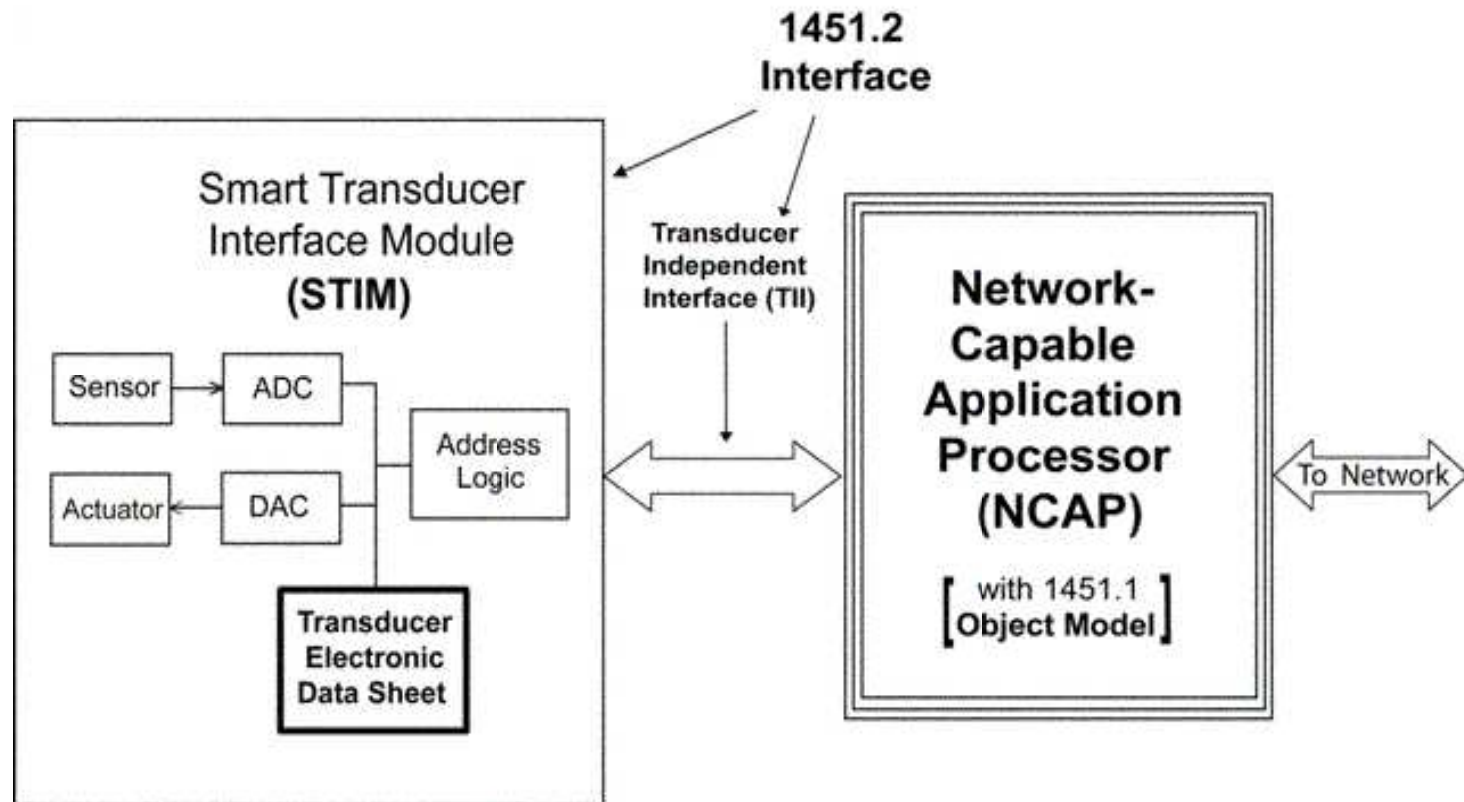 1451.2
Interface
Smart Transducer
Interface Module
(STIM)
Transducer
Independent
Interface (TII)
Network-
Capable
Application
Processor
(NCAP)
[with 1451.1
Object Model]
Sensor
ADC
Address
Logic
Actuator
DAC
To Network
Transducer
Electronic
Data Sheet